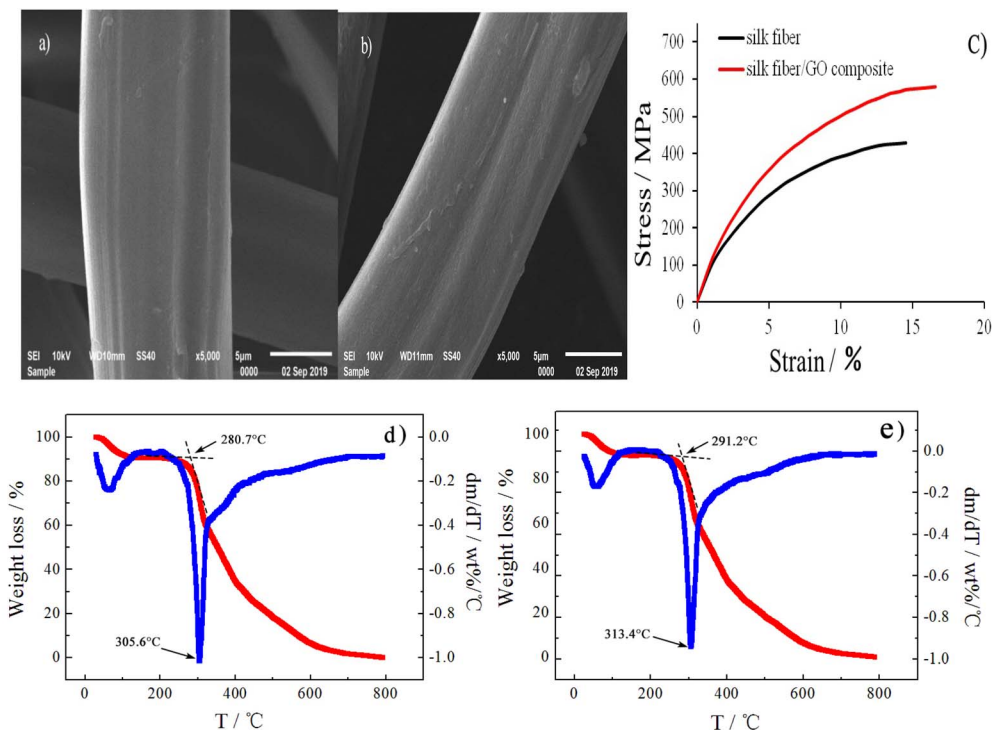 a)
SEI 10kV WD10mm SS40 x5,000 5μm
Sample 0000 02 Sep 2019
b)
SEI 10kV WD11mm SS40 x5,000 5μm
Sample 0000 02 Sep 2019
C)
silk fiber
silk fiber/GO composite
Stress / MPa
700
600
500
400
300
200
100
0
0 5 10 15 20
Strain / %
d)
280.7°C
305.6°C
Weight loss / %
100
80
60
40
20
0
dm/dT / wt%/°C
0.0
-0.2
-0.4
-0.6
-0.8
-1.0
0 200 400 600 800
T / ℃
e)
291.2°C
313.4°C
Weight loss / %
100
80
60
40
20
0
dm/dT / wt%/°C
0.0
-0.2
-0.4
-0.6
-0.8
-1.0
0 200 400 600 800
T / ℃